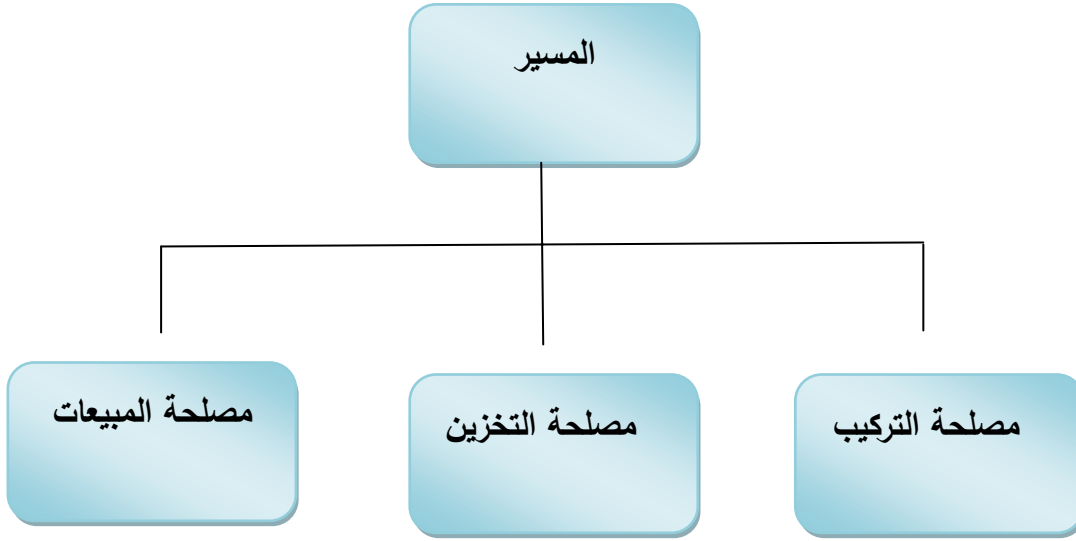 المسير
مصلحة التركيب
مصلحة التخزين
مصلحة المبيعات